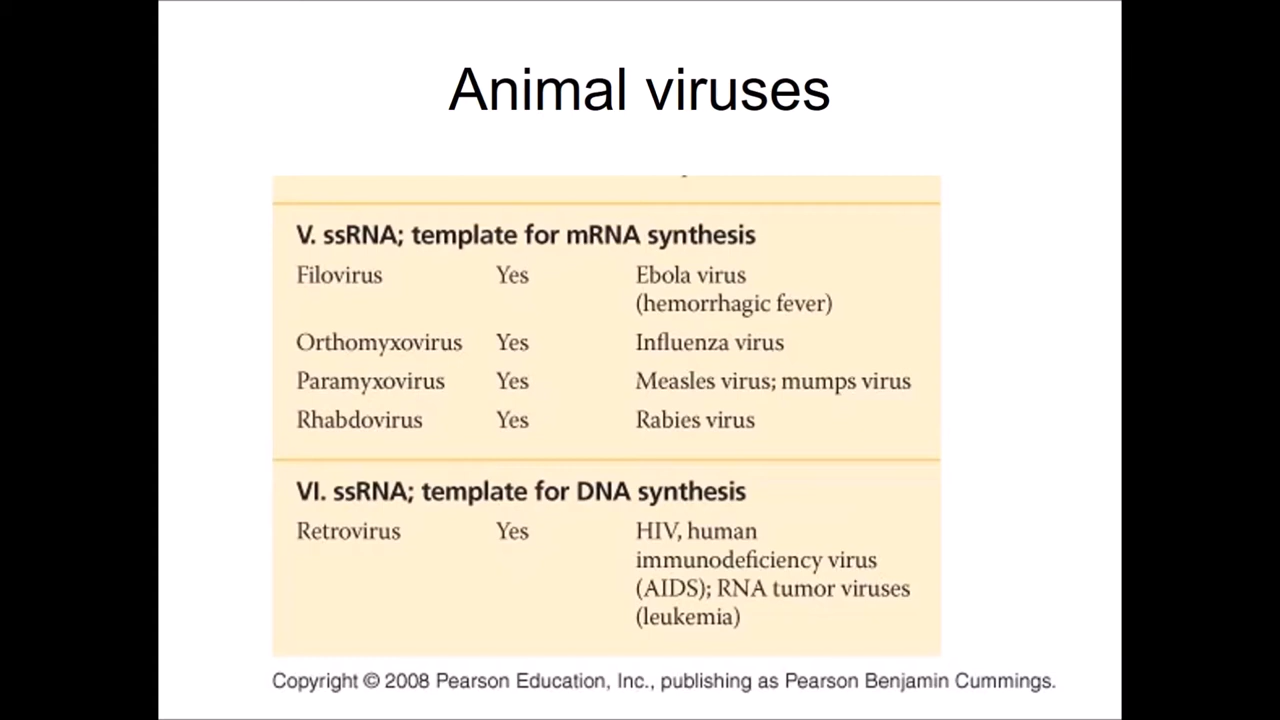 Animal viruses
V. ssRNA; template for mRNA synthesis
Filovirus Yes Ebola virus
(hemorrhagic fever)
Orthomyxovirus Yes Influenza virus
Paramyxovirus Yes Measles virus; mumps virus
Rhabdovirus Yes Rabies virus
VI. ssRNA; template for DNA synthesis
Retrovirus Yes HIV, human
immunodeficiency virus
(AIDS); RNA tumor viruses
(leukemia)
Copyright © 2008 Pearson Education, Inc., publishing as Pearson Benjamin Cummings.